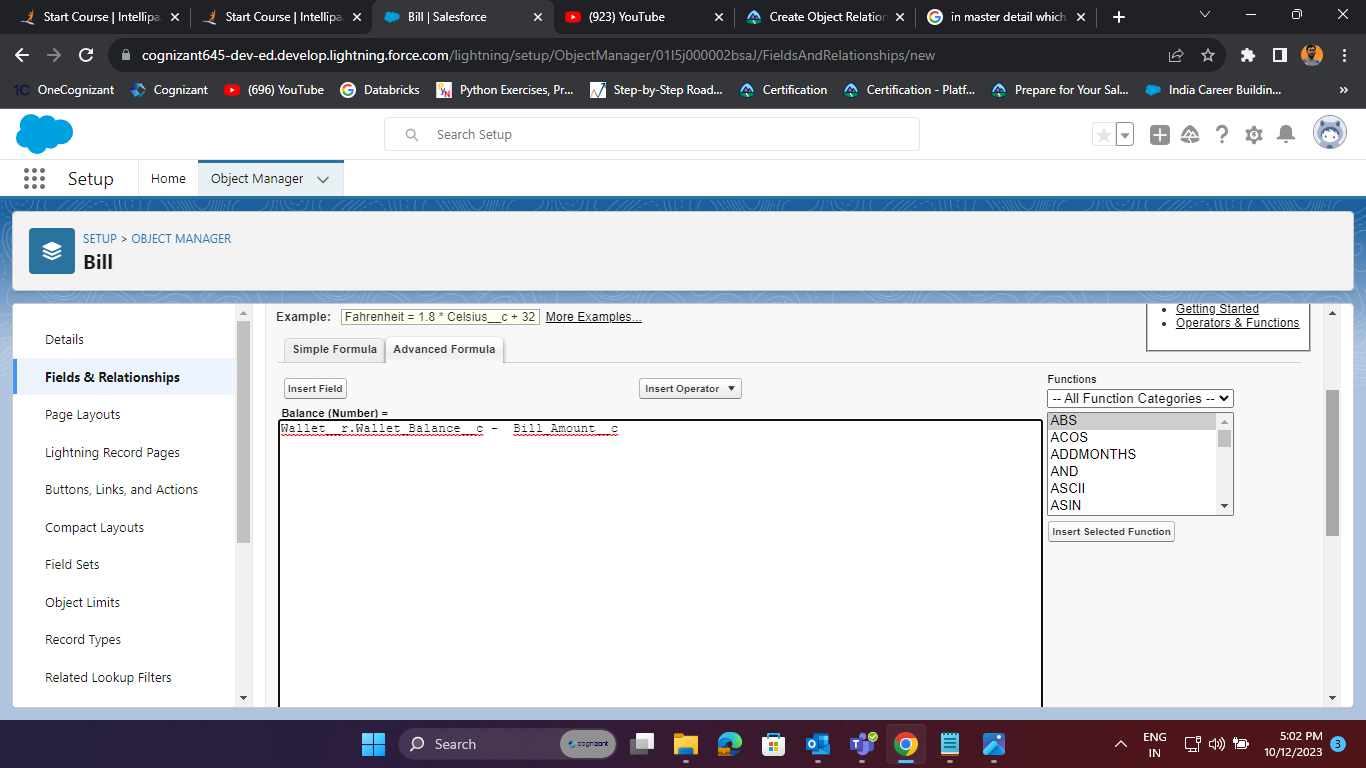 Start Course | Intellipaa
Start Course | Intellipaa
Bill | Salesforce
(923) YouTube
Create Object Relation
in master detail which
cognizant645-dev-ed.develop.lightning.force.com/lightning/setup/ObjectManager/01I5j000002bsaJ/FieldsAndRelationships/new
1C OneCognizant
Cognizant
(696) YouTube
Databricks
Python Exercises, Pr...
Step-by-Step Road...
Certification
Certification - Platf...
Prepare for Your Sal...
India Career Buildin...
»
Search Setup
Setup
Home
Object Manager
SETUP > OBJECT MANAGER
Bill
Details
Fields & Relationships
Page Layouts
Lightning Record Pages
Buttons, Links, and Actions
Compact Layouts
Field Sets
Object Limits
Record Types
Related Lookup Filters
Example: Fahrenheit = 1.8 * Celsius__c + 32 More Examples...
• Getting Started
• Operators & Functions
Simple Formula
Advanced Formula
Insert Field
Insert Operator
Balance (Number) =
Wallet__r.Wallet_Balance__c - Bill_Amount__c
Functions
-- All Function Categories --
ABS
ACOS
ADDMONTHS
AND
ASCII
ASIN
Insert Selected Function
Search
cognizant
ENG
IN
5:02 PM
10/12/2023
3